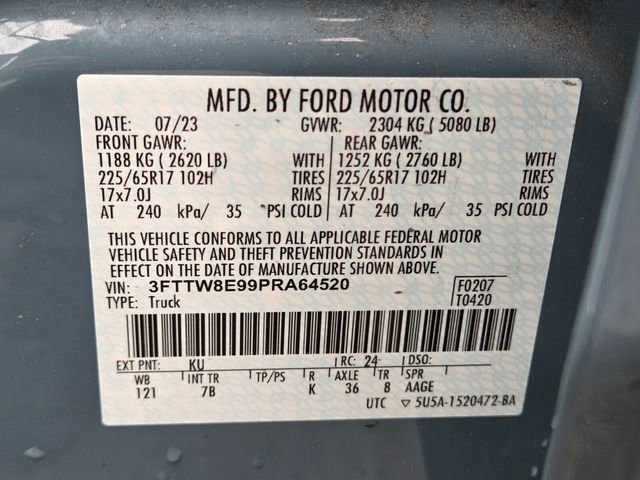 MFD. BY FORD MOTOR CO.
DATE: 07/23 GVWR: 2304 KG ( 5080 LB)
FRONT GAWR: REAR GAWR:
1188 KG ( 2620 LB) WITH 1252 KG ( 2760 LB) WITH
225/65R17 102H TIRES 225/65R17 102H TIRES
17x7.0J RIMS 17x7.0J RIMS
AT 240 kPa/ 35 PSI COLD AT 240 kPa/ 35 PSI COLD
THIS VEHICLE CONFORMS TO ALL APPLICABLE FEDERAL MOTOR
VEHICLE SAFETY AND THEFT PREVENTION STANDARDS IN
EFFECT ON THE DATE OF MANUFACTURE SHOWN ABOVE.
VIN: 3FTTW8E99PRA64520 F0207
TYPE: Truck T0420
EXT PNT: KU RC: 24 DSO:
WB INT TR TP/PS R AXLE TR SPR
121 7B K 36 8 AAGE
UTC ▽5U5A-1520472-BA